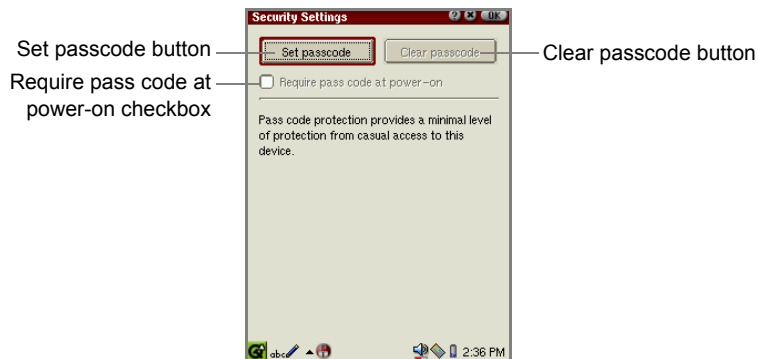 Security Settings ? x OK
Set passcode button
Set passcode
Clear passcode
Clear passcode button
Require pass code at
power-on checkbox
Require pass code at power-on
Pass code protection provides a minimal level
of protection from casual access to this
device.
abc 2:36 PM